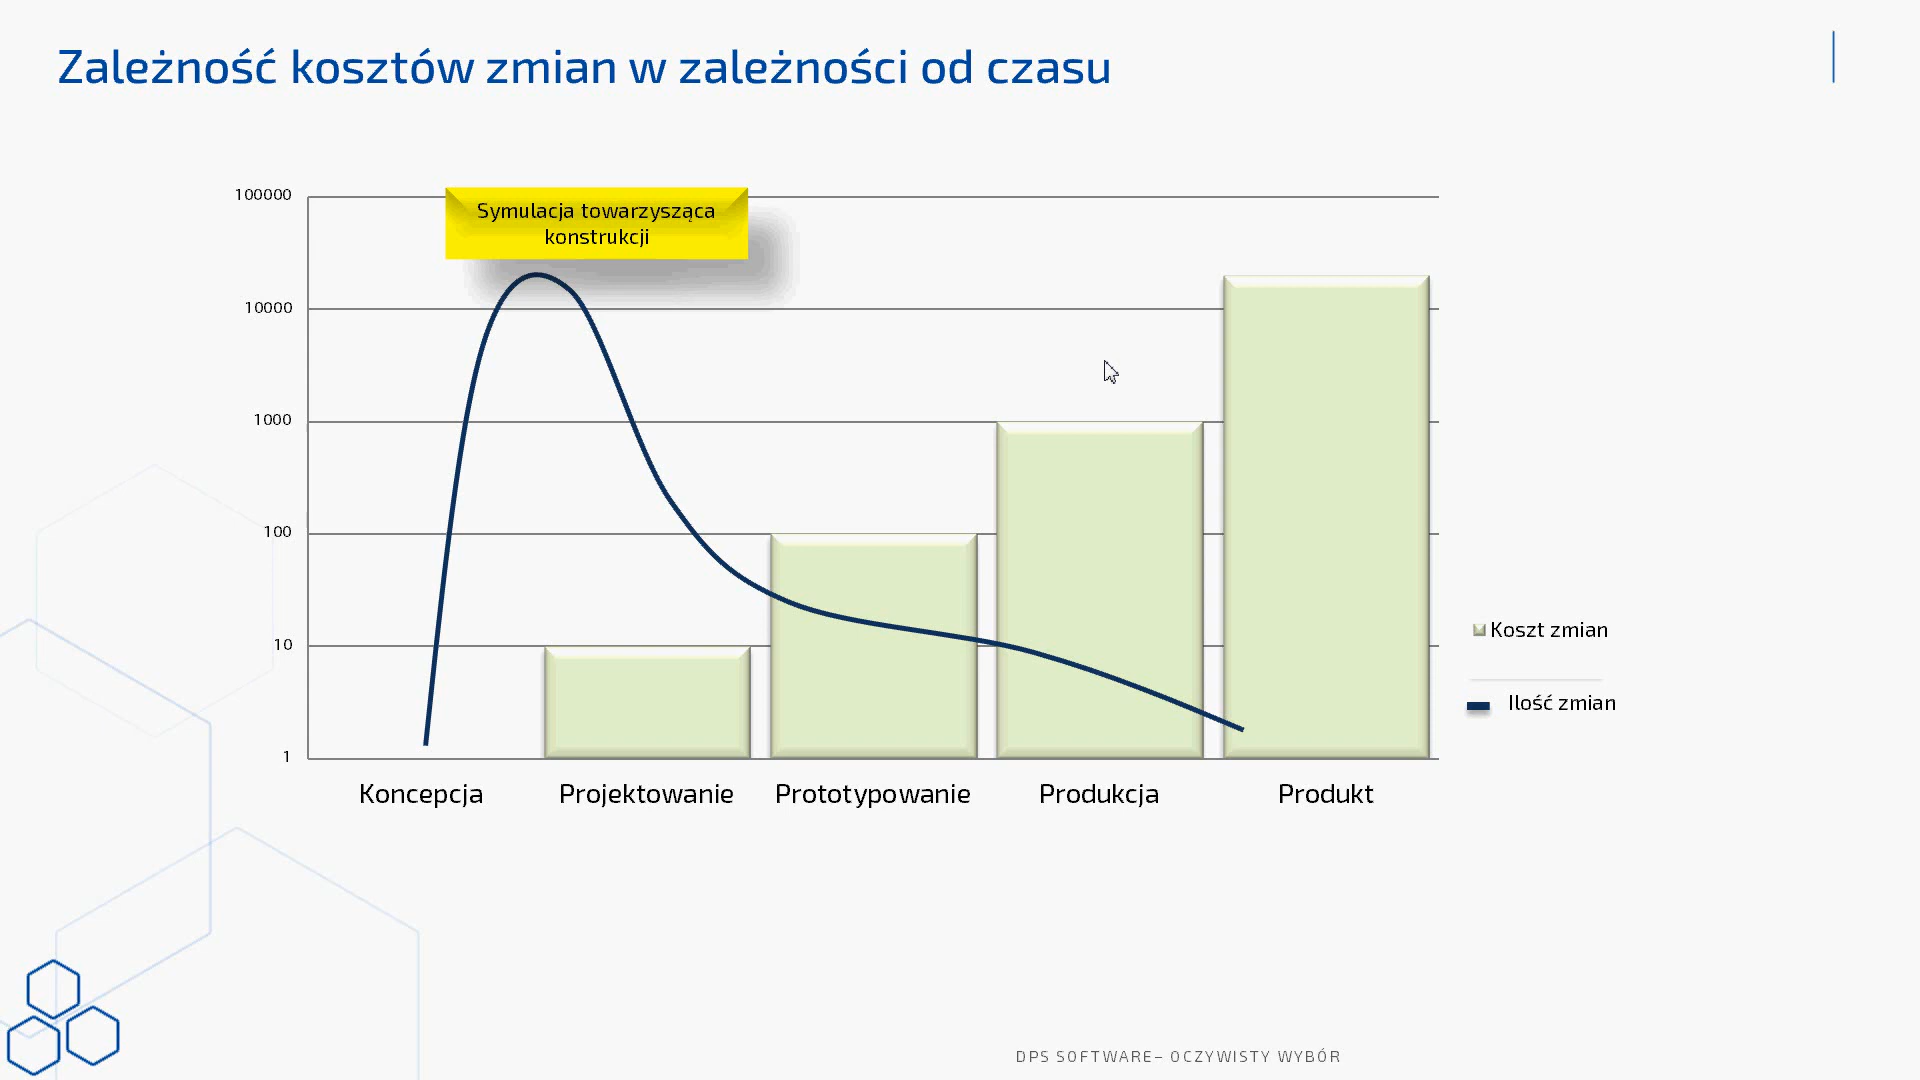 Zależność kosztów zmian w zależności od czasu
100000
Symulacja towarzysząca
konstrukcji
10000
1000
100
10
1
Koszt zmian
Ilość zmian
Koncepcja
Projektowanie
Prototypowanie
Produkcja
Produkt
DPS SOFTWARE– OCZYWISTY WYBÓR